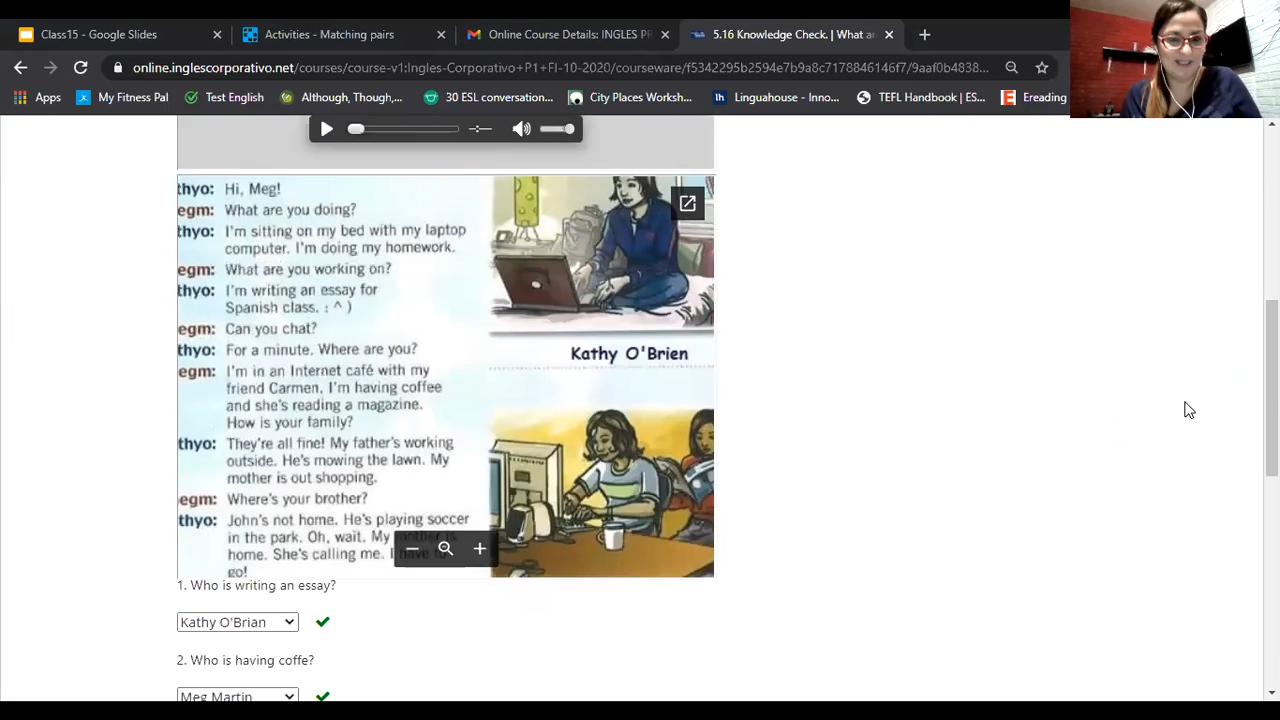 Class15 - Google Slides
Activities - Matching pairs
Online Course Details: INGLES PR
5.16 Knowledge Check. | What ar
online.inglescorporativo.net/courses/course-v1:Ingles-Corporativo
courseware/f5342295b2594e7b9a8c7178846146f7/9aaf0b4838...
Apps
My Fitness Pal
Test English
Although, Though,...
City Places Worksh...
Linguahouse - Inno...
TEFL Handbook | ES...
Ereading
thyo: Hi, Meg!
egm: What are you doing?
thyo: I'm sitting on my bed with my laptop
computer. I'm doing my homework.
egm: What are you working on?
thyo: I'm writing an essay for
Spanish class. : ^ )
egm: Can you chat?
thyo: For a minute. Where are you?
egm: I'm in an Internet café with my
friend Carmen. I'm having coffee
and she's reading a magazine.
How is your family?
thyo: They're all fine! My father's working
outside. He's mowing the lawn. My
mother is out shopping.
egm: Where's your brother?
thyo: John's not home. He's playing soccer
in the park. Oh, wait. My mother is
home. She's calling me. I have to
go!
Kathy O'Brien
1. Who is writing an essay?
Kathy O'Brian
2. Who is having coffe?
Meg Martin